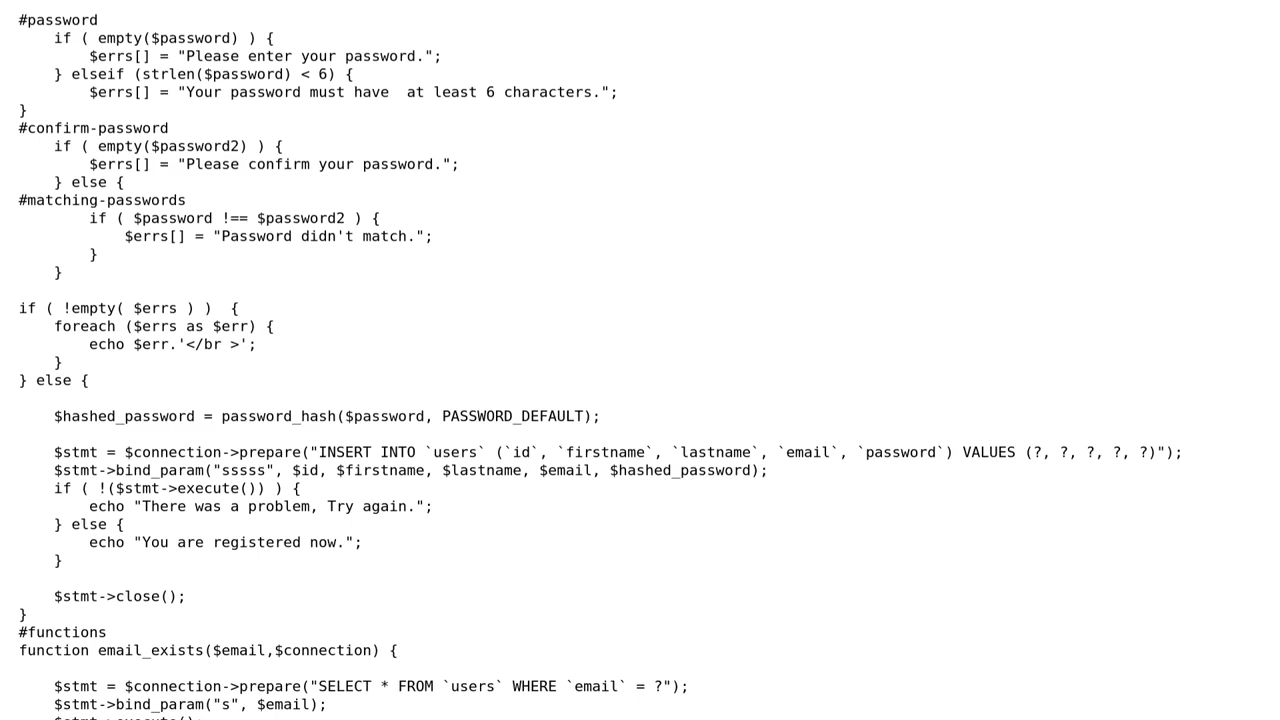 #password
    if ( empty($password) ) {
        $errs[] = "Please enter your password.";
    } elseif (strlen($password) < 6) {
        $errs[] = "Your password must have  at least 6 characters.";
}
#confirm-password
    if ( empty($password2) ) {
        $errs[] = "Please confirm your password.";
    } else {
#matching-passwords
        if ( $password !== $password2 ) {
            $errs[] = "Password didn't match.";
        }
    }

if ( !empty( $errs ) )  {
    foreach ($errs as $err) {
        echo $err.'</br >';
    }
} else {

    $hashed_password = password_hash($password, PASSWORD_DEFAULT);

    $stmt = $connection->prepare("INSERT INTO `users` (`id`, `firstname`, `lastname`, `email`, `password`) VALUES (?, ?, ?, ?, ?)");
    $stmt->bind_param("sssss", $id, $firstname, $lastname, $email, $hashed_password);
    if ( !($stmt->execute()) ) {
        echo "There was a problem, Try again.";
    } else {
        echo "You are registered now.";
    }

    $stmt->close();
}
#functions
function email_exists($email,$connection) {

    $stmt = $connection->prepare("SELECT * FROM `users` WHERE `email` = ?");
    $stmt->bind_param("s", $email);
    $stmt->execute();